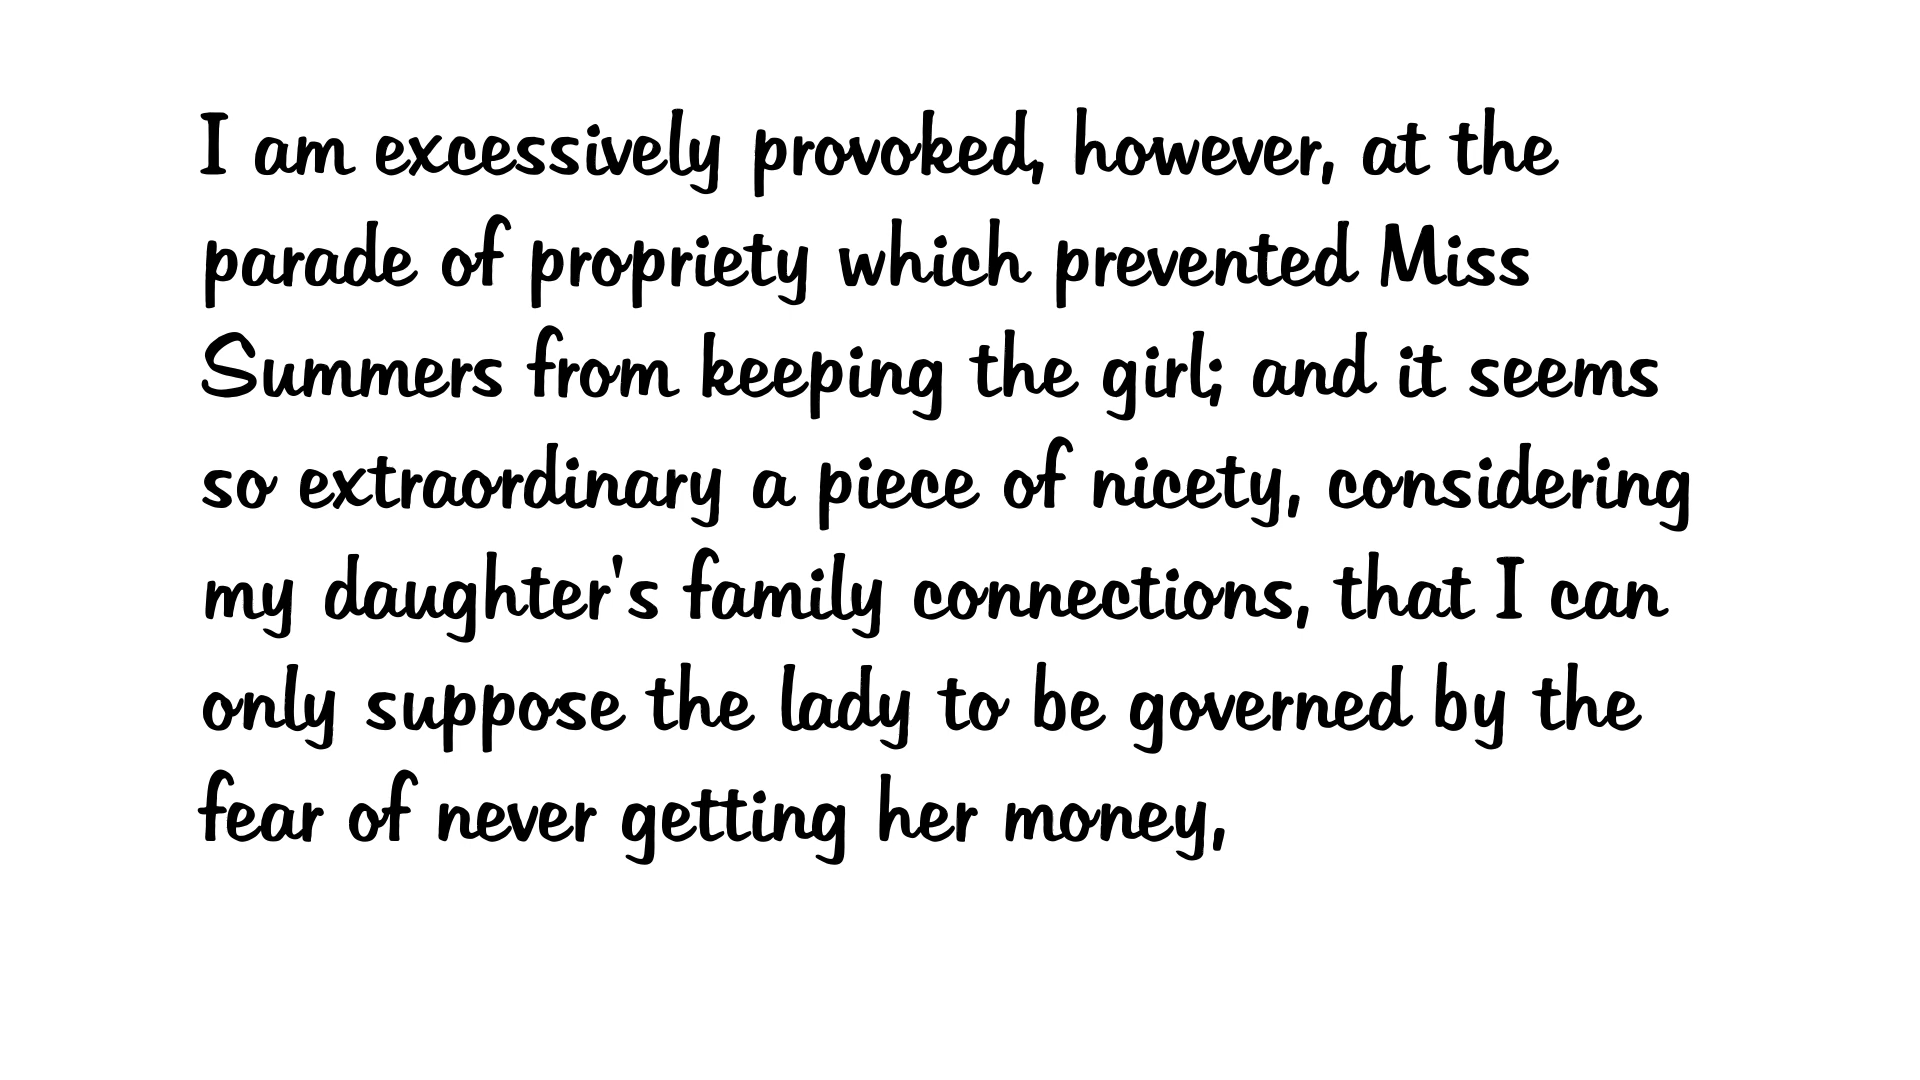 I am excessively provoked, however, at the
parade of propriety which prevented Miss
Summers from keeping the girl; and it seems
so extraordinary a piece of nicety, considering
my daughter's family connections, that I can
only suppose the lady to be governed by the
fear of never getting her money,